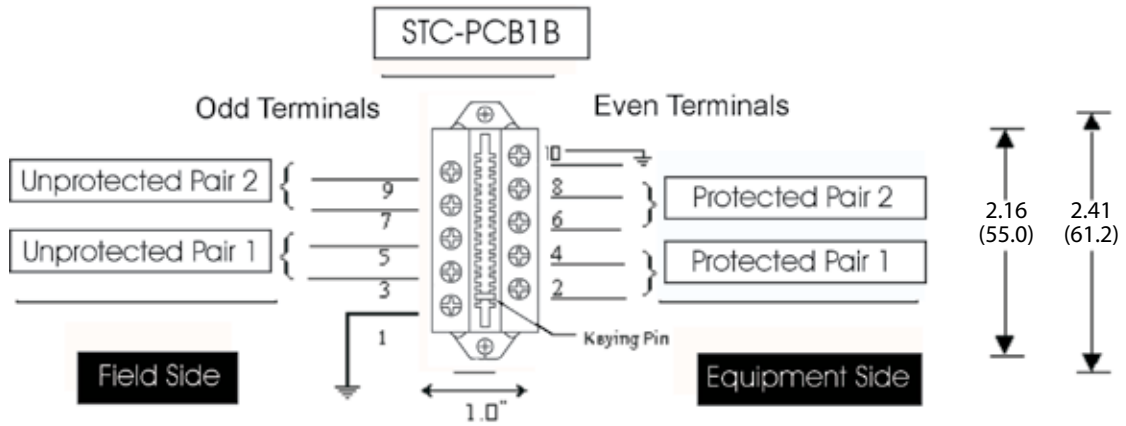 STC-PCB1B
Odd Terminals
Even Terminals
Unprotected Pair 2
Unprotected Pair 1
9
7
5
3
1
10
8
6
4
2
Protected Pair 2
Protected Pair 1
2.16
(55.0)
2.41
(61.2)
Keying Pin
Field Side
Equipment Side
1.0"